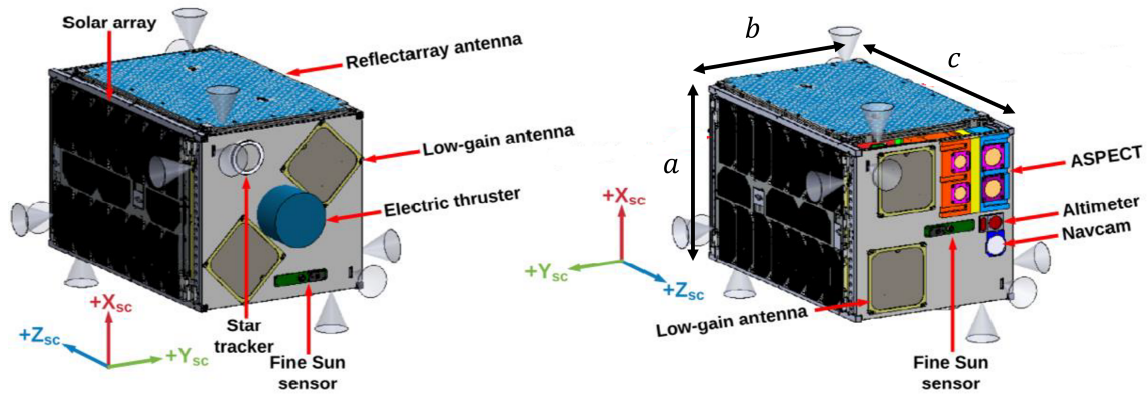 Solar array
Reflectarray antenna
Low-gain antenna
Electric thruster
Star
tracker
Fine Sun
sensor
+Xsc
+Ysc
+Zsc
a
b
c
ASPECT
Altimeter
Navcam
Low-gain antenna
Fine Sun
sensor
+Xsc
+Ysc
+Zsc